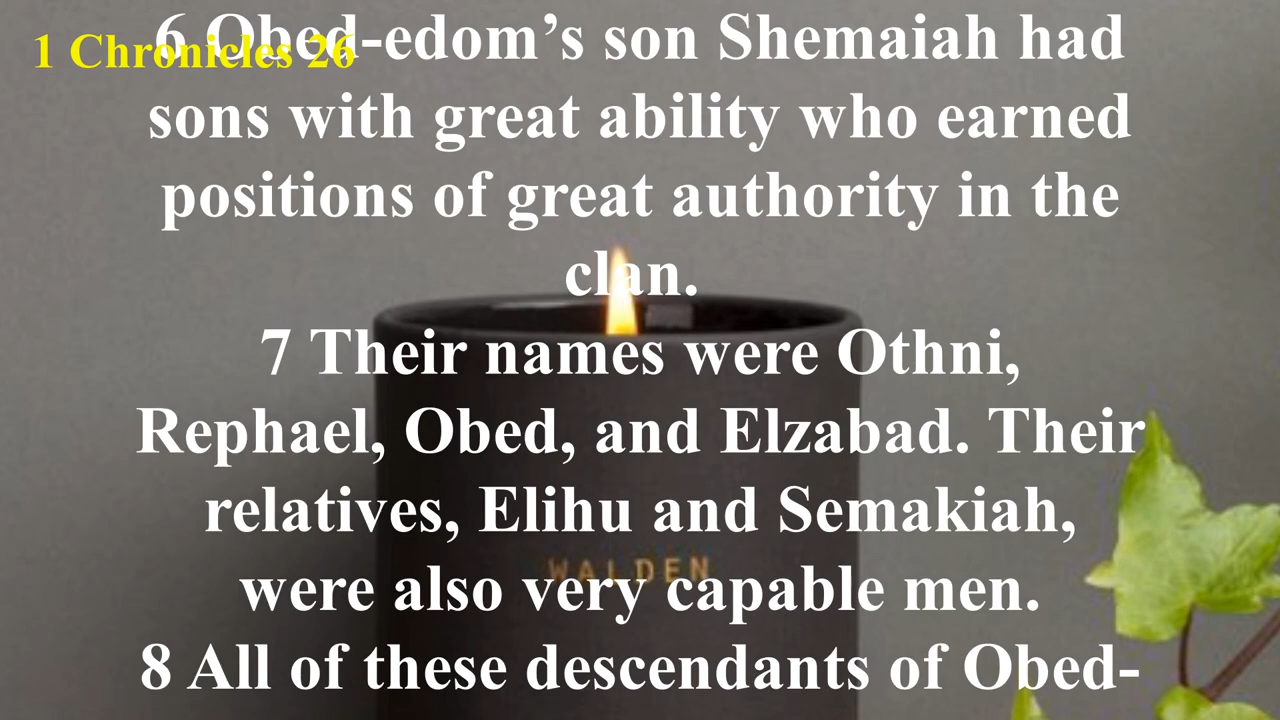 1 Chronicles 26
6 Obed-edom’s son Shemaiah had
sons with great ability who earned
positions of great authority in the
clan.
7 Their names were Othni,
Rephael, Obed, and Elzabad. Their
relatives, Elihu and Semakiah,
WALDEN
were also very capable men.
8 All of these descendants of Obed-